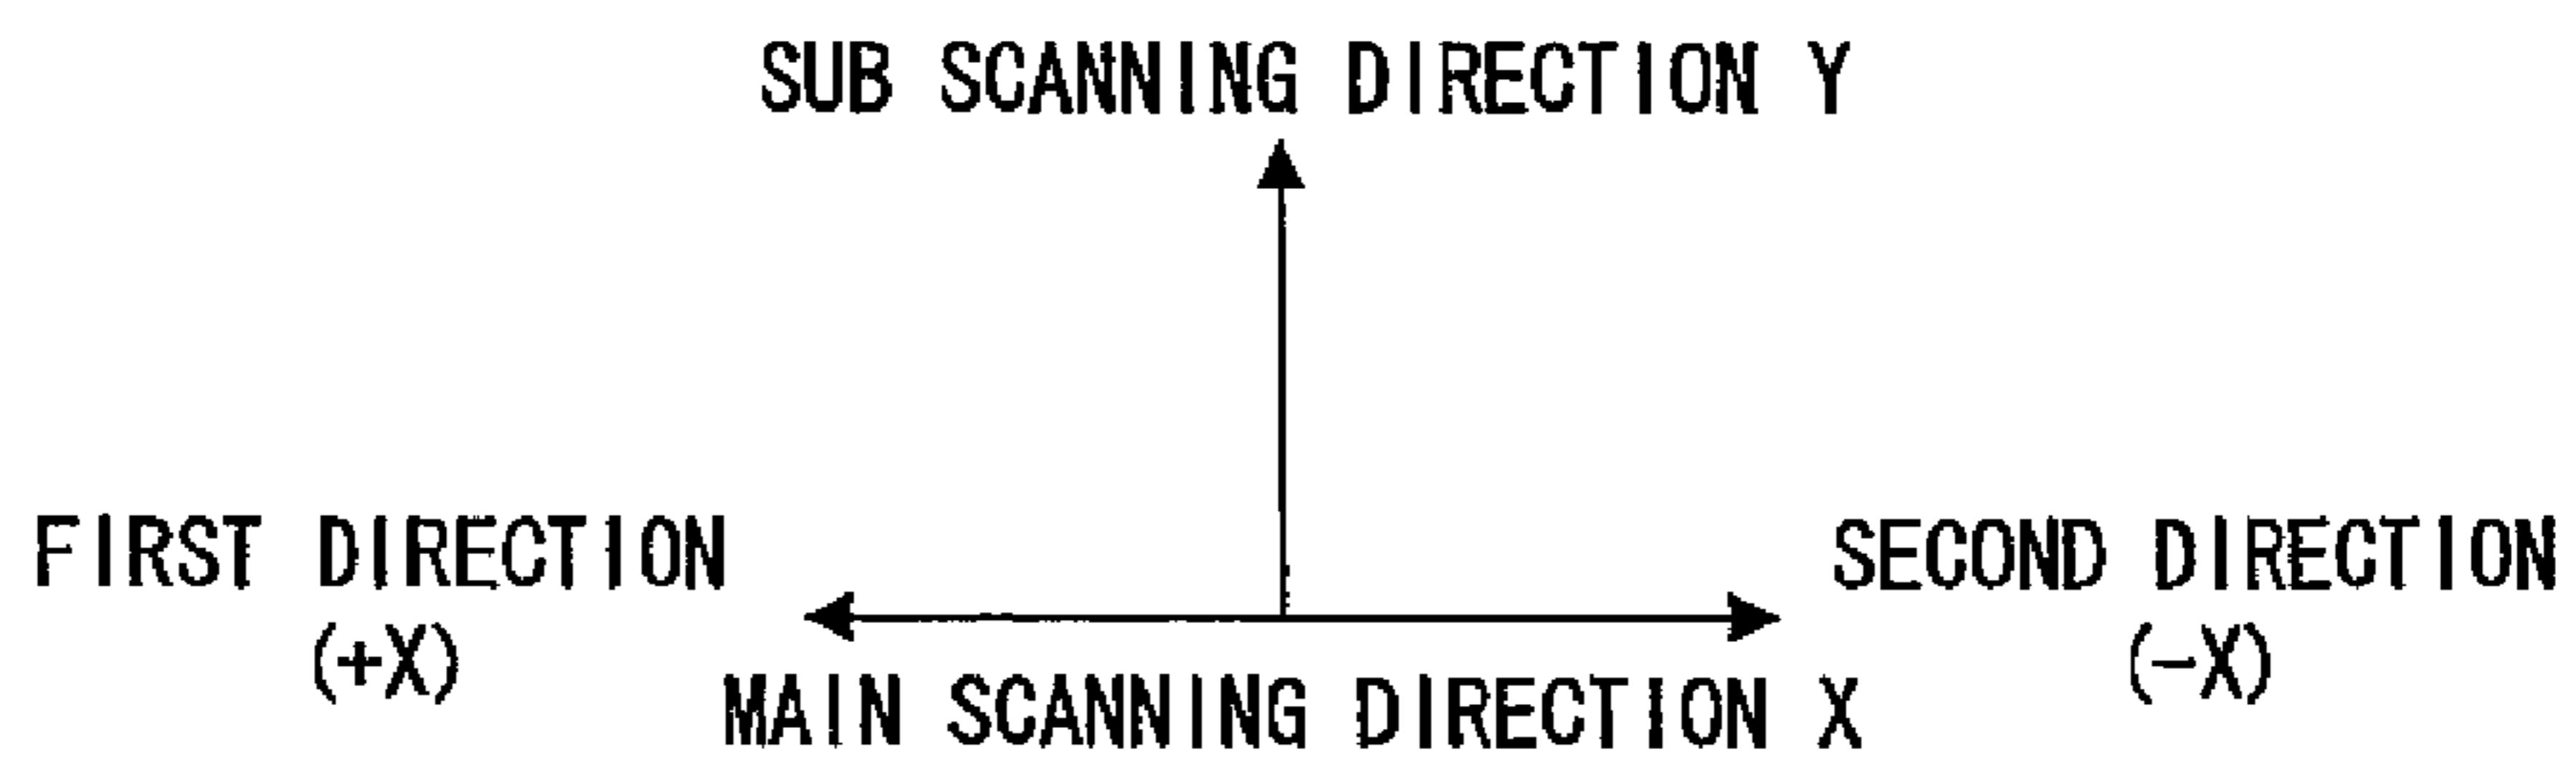 SUB SCANNING DIRECTION Y
FIRST DIRECTION
(+X)
SECOND DIRECTION
(-X)
MAIN SCANNING DIRECTION X